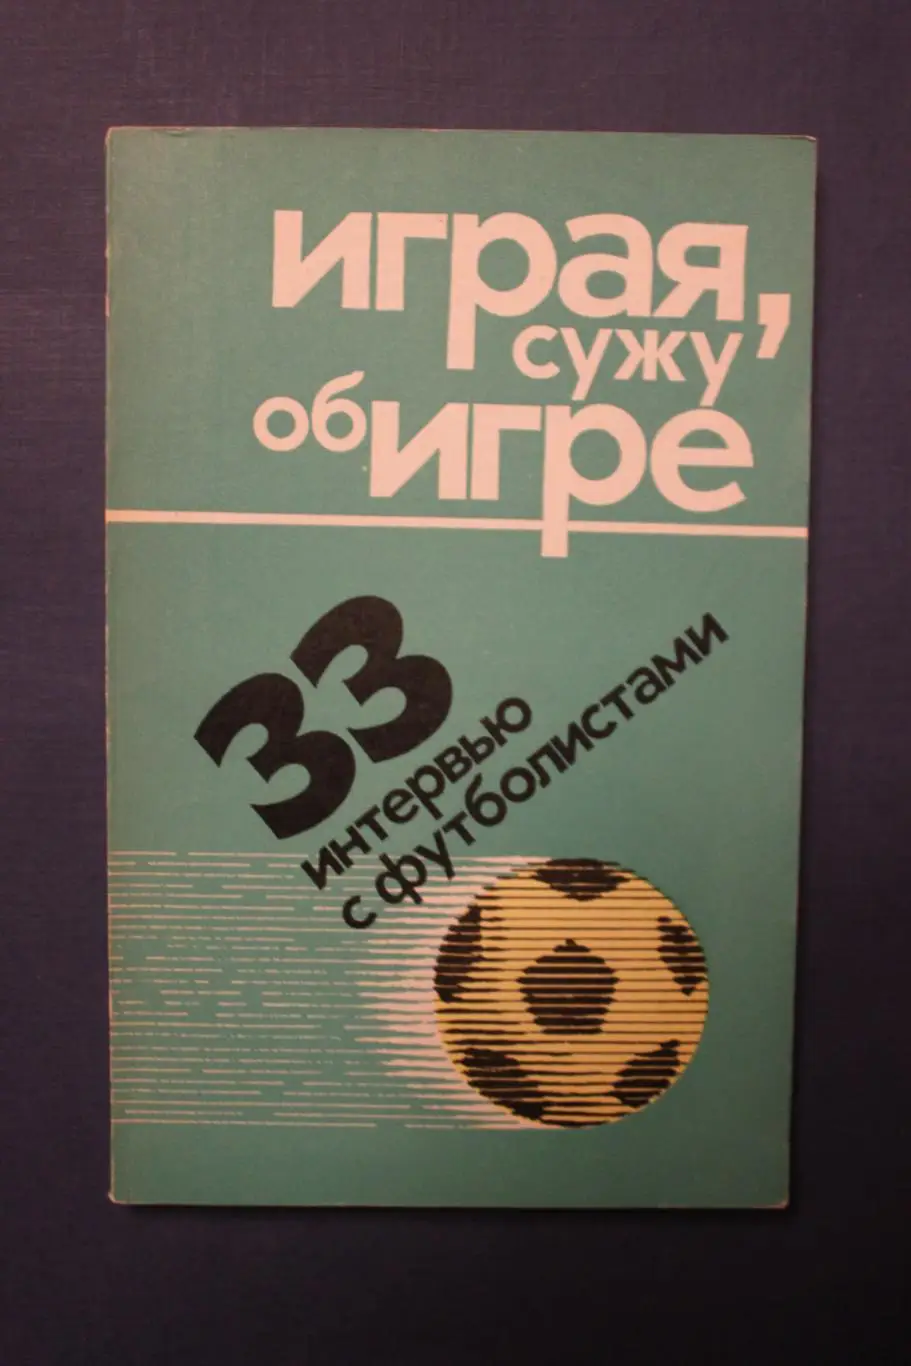 играя,
сужу
об игре
33
интервью
с футболистами